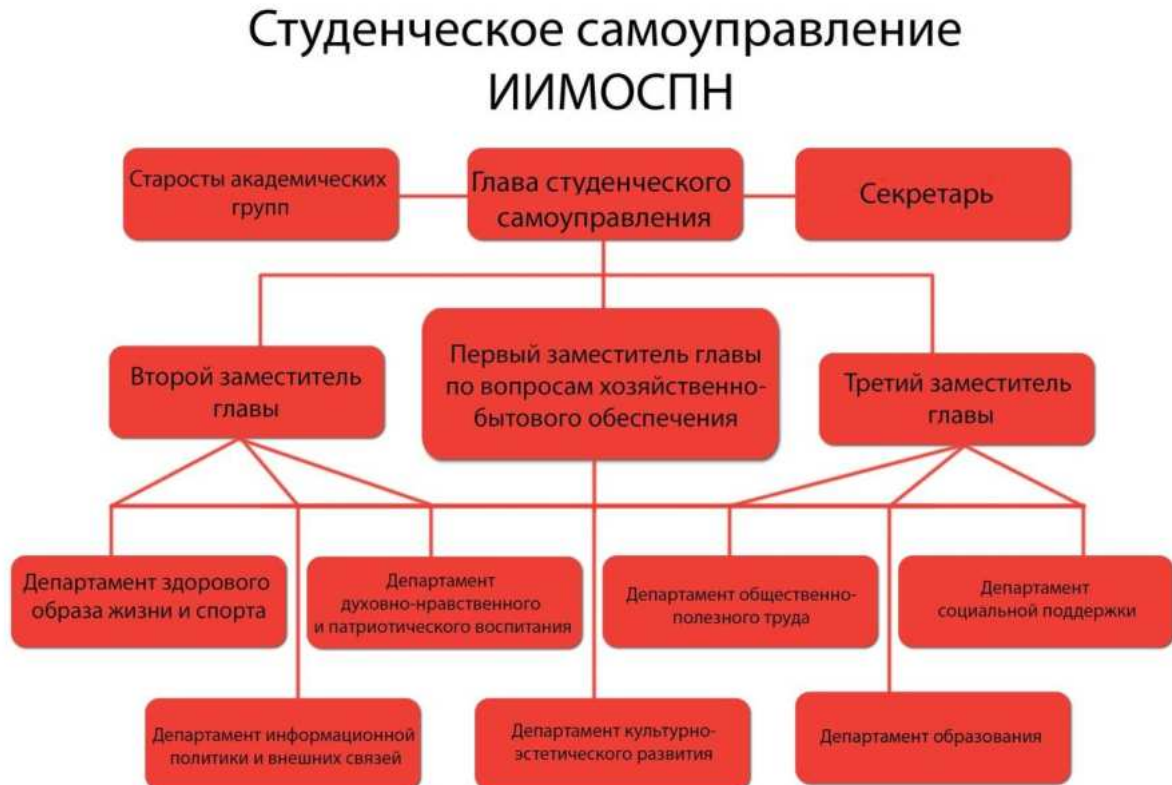 Студенческое самоуправление
ИИМОСПН
Старосты академических
групп
Глава студенческого
самоуправления
Секретарь
Второй заместитель
главы
Первый заместитель главы
по вопросам хозяйственно-
бытового обеспечения
Третий заместитель
главы
Департамент здорового
образа жизни и спорта
Департамент
духовно-нравственного
и патриотического воспитания
Департамент общественно-
полезного труда
Департамент
социальной поддержки
Департамент информационной
политики и внешних связей
Департамент культурно-
эстетического развития
Департамент образования